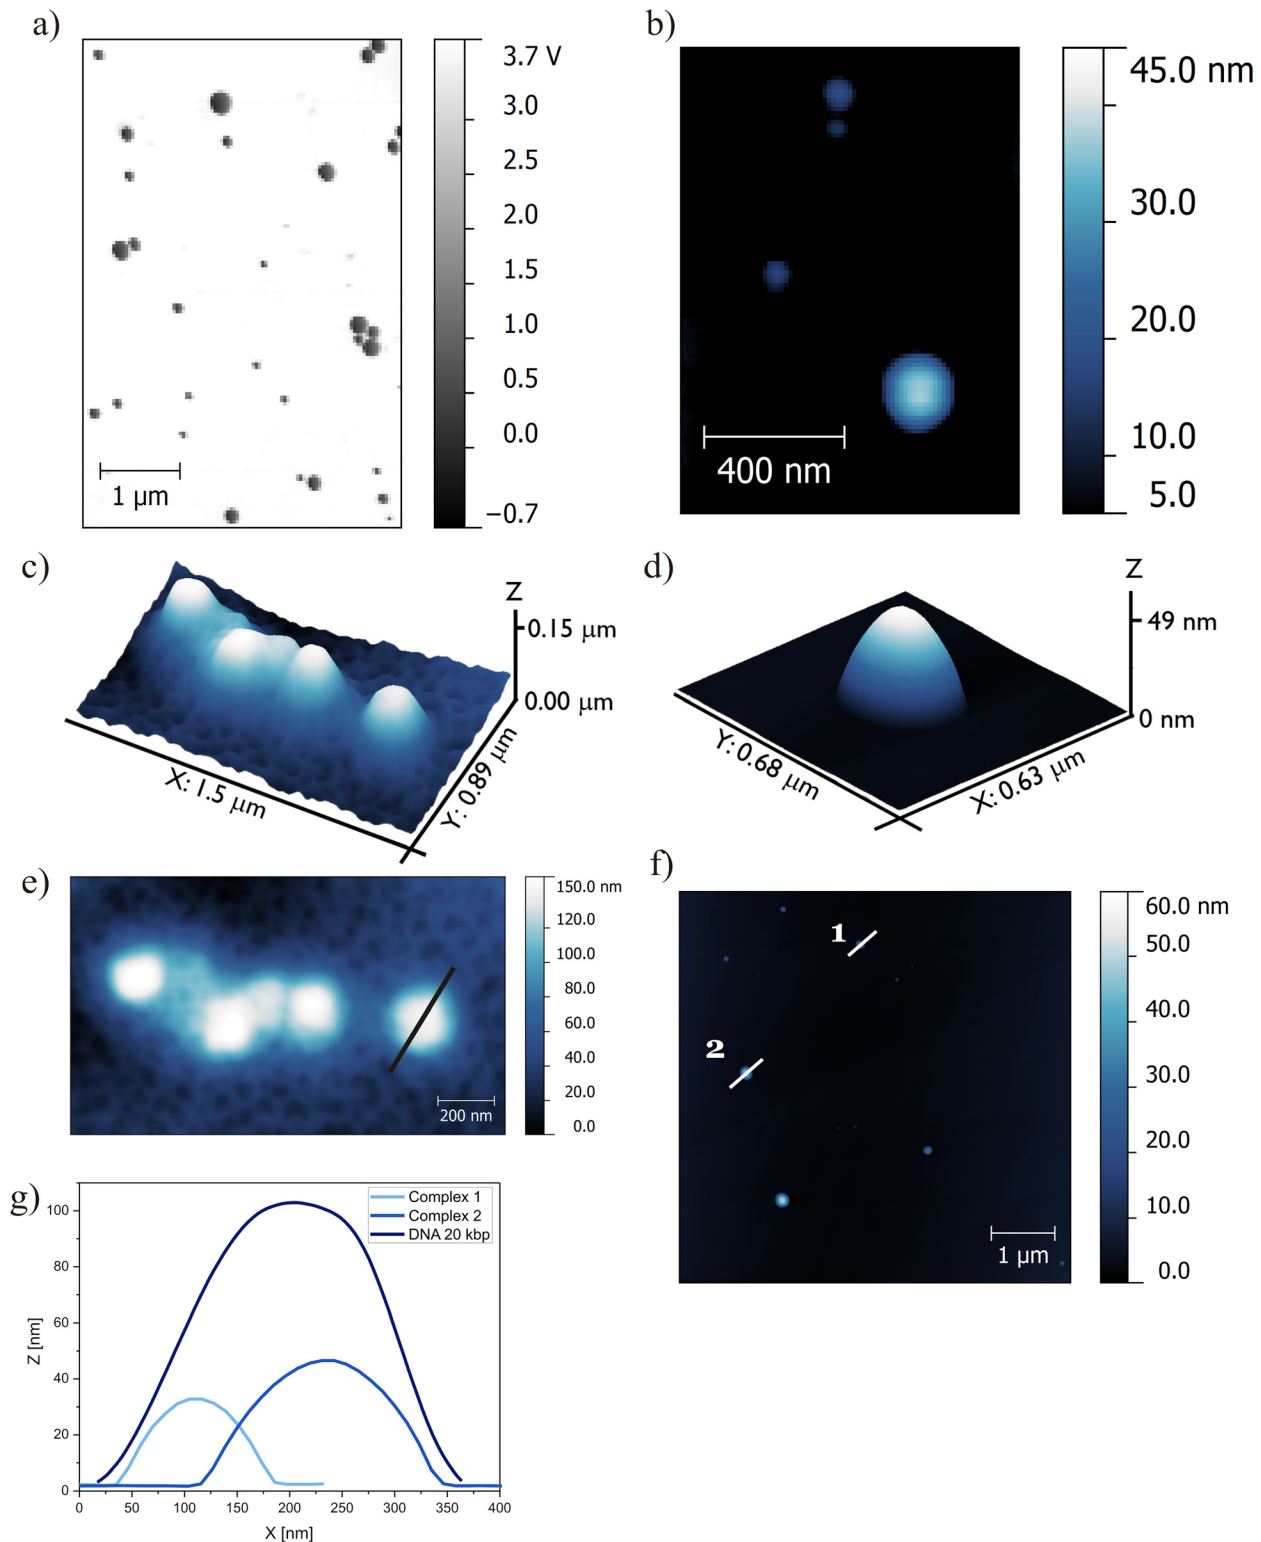 a)
3.7 V
3.0
2.5
2.0
1.5
1.0
0.5
0.0
−0.7
1 µm
b)
45.0 nm
30.0
20.0
10.0
5.0
400 nm
c)
Z
0.15 µm
0.00 µm
X: 1.5 µm
Y: 0.89 µm
d)
Z
49 nm
0 nm
Y: 0.68 µm
X: 0.63 µm
e)
150.0 nm
120.0
100.0
80.0
60.0
40.0
20.0
0.0
200 nm
f)
1
2
60.0 nm
50.0
40.0
30.0
20.0
10.0
0.0
1 µm
g)
Complex 1
Complex 2
DNA 20 kbp
100
80
60
40
20
0
Z [nm]
0 50 100 150 200 250 300 350 400
X [nm]